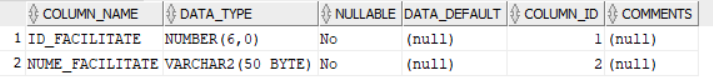 COLUMN_NAME DATA_TYPE NULLABLE DATA_DEFAULT COLUMN_ID COMMENTS
1 ID_FACILITATE NUMBER(6,0) No (null) 1 (null)
2 NUME_FACILITATE VARCHAR2(50 BYTE) No (null) 2 (null)